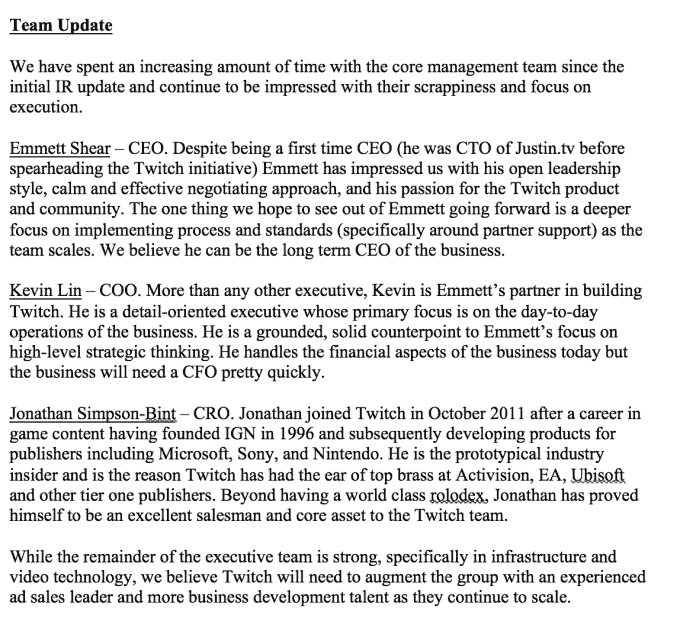 Team Update
We have spent an increasing amount of time with the core management team since the
initial IR update and continue to be impressed with their scrappiness and focus on
execution.
Emmett Shear – CEO. Despite being a first time CEO (he was CTO of Justin.tv before
spearheading the Twitch initiative) Emmett has impressed us with his open leadership
style, calm and effective negotiating approach, and his passion for the Twitch product
and community. The one thing we hope to see out of Emmett going forward is a deeper
focus on implementing process and standards (specifically around partner support) as the
team scales. We believe he can be the long term CEO of the business.
Kevin Lin – COO. More than any other executive, Kevin is Emmett’s partner in building
Twitch. He is a detail-oriented executive whose primary focus is on the day-to-day
operations of the business. He is a grounded, solid counterpoint to Emmett’s focus on
high-level strategic thinking. He handles the financial aspects of the business today but
the business will need a CFO pretty quickly.
Jonathan Simpson-Bint – CRO. Jonathan joined Twitch in October 2011 after a career in
game content having founded IGN in 1996 and subsequently developing products for
publishers including Microsoft, Sony, and Nintendo. He is the prototypical industry
insider and is the reason Twitch has had the ear of top brass at Activision, EA, Ubisoft
and other tier one publishers. Beyond having a world class rolodex, Jonathan has proved
himself to be an excellent salesman and core asset to the Twitch team.
While the remainder of the executive team is strong, specifically in infrastructure and
video technology, we believe Twitch will need to augment the group with an experienced
ad sales leader and more business development talent as they continue to scale.